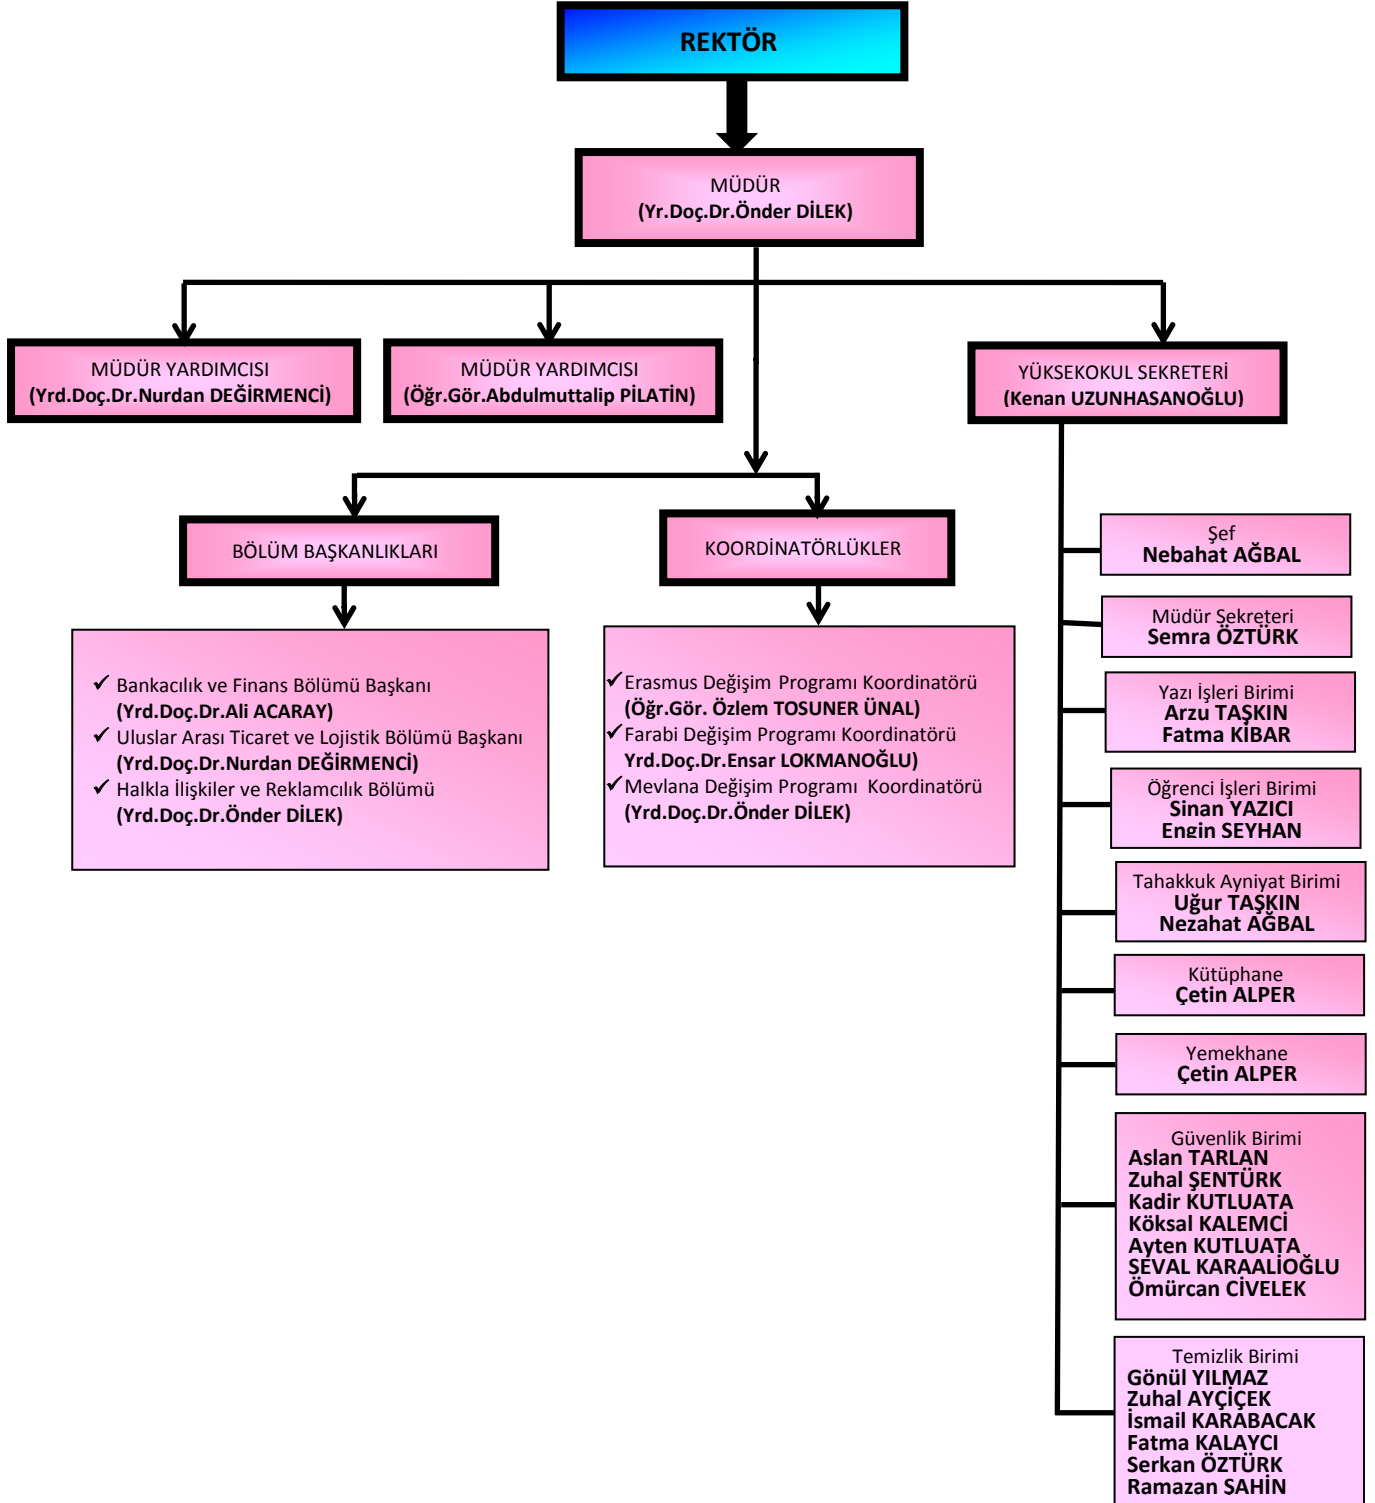 REKTÖR
MÜDÜR
(Yr.Doç.Dr.Önder DİLEK)
MÜDÜR YARDIMCISI
(Yrd.Doç.Dr.Nurdan DEĞİRMENCİ)
MÜDÜR YARDIMCISI
(Öğr.Gör.Abdulmuttalip PİLATİN)
YÜKSEKOKUL SEKRETERİ
(Kenan UZUNHASANOĞLU)
BÖLÜM BAŞKANLIKLARI
KOORDİNATÖRLÜKLER
✓ Bankacılık ve Finans Bölümü Başkanı
(Yrd.Doç.Dr.Ali ACARAY)
✓ Uluslar Arası Ticaret ve Lojistik Bölümü Başkanı
(Yrd.Doç.Dr.Nurdan DEĞİRMENCİ)
✓ Halkla İlişkiler ve Reklamcılık Bölümü
(Yrd.Doç.Dr.Önder DİLEK)
✓ Erasmus Değişim Programı Koordinatörü
(Öğr.Gör. Özlem TOSUNER ÜNAL)
✓ Farabi Değişim Programı Koordinatörü
Yrd.Doç.Dr.Ensar LOKMANOĞLU)
✓ Mevlana Değişim Programı Koordinatörü
(Yrd.Doç.Dr.Önder DİLEK)
Şef
Nebahat AĞBAL
Müdür Sekreteri
Semra ÖZTÜRK
Yazı İşleri Birimi
Arzu TAŞKIN
Fatma KİBAR
Öğrenci İşleri Birimi
Sinan YAZICI
Engin SEYHAN
Tahakkuk Ayniyat Birimi
Uğur TAŞKIN
Nezahat AĞBAL
Kütüphane
Çetin ALPER
Yemekhane
Çetin ALPER
Güvenlik Birimi
Aslan TARLAN
Zuhal ŞENTÜRK
Kadir KUTLUATA
Köksal KALEMCİ
Ayten KUTLUATA
SEVAL KARAALİOĞLU
Ömürcan CİVELEK
Temizlik Birimi
Gönül YILMAZ
Zuhal AYÇİÇEK
İsmail KARABACAK
Fatma KALAYCI
Serkan ÖZTÜRK
Ramazan ŞAHİN